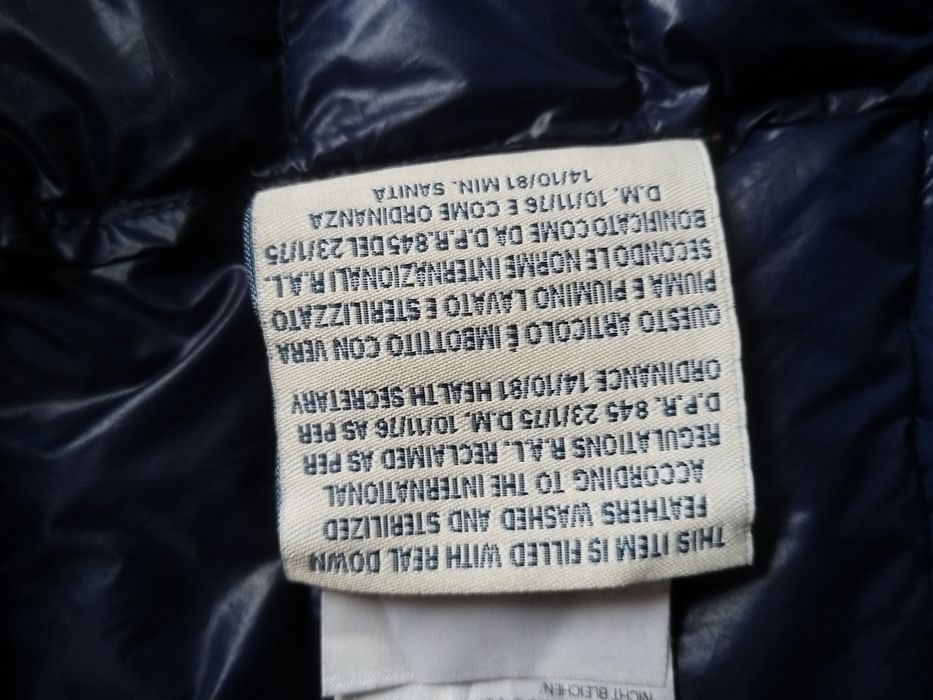 THIS ITEM IS FILLED WITH REAL DOWN
FEATHERS WASHED AND STERILIZED
ACCORDING TO THE INTERNATIONAL
REGULATIONS R.A.L. RECLAIMED AS PER
D.P.R. 845 23/1/75 D.M. 10/11/76 AS PER
ORDINANCE 14/10/81 HEALTH SECRETARY
QUESTO ARTICOLO È IMBOTTITO CON VERA
PIUMA E PIUMINO LAVATO E STERILIZZATO
SECONDO LE NORME INTERNAZIONALI R.A.L.
BONIFICATO COME DA D.P.R. 845 DEL 23/1/75
D.M. 10/11/76 E COME ORDINANZA
14/10/81 MIN. SANITÀ
NICHT BLEICHEN